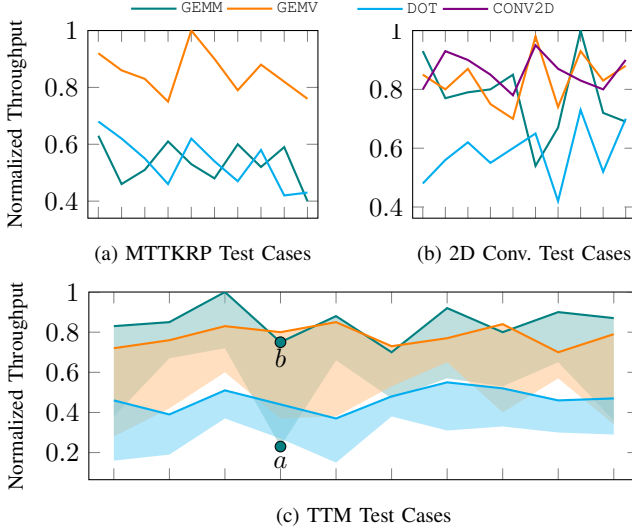 GEMM GEMV DOT CONV2D
Normalized Throughput
1
0.8
0.6
0.4
(a) MTTKRP Test Cases
1
0.8
0.6
0.4
(b) 2D Conv. Test Cases
Normalized Throughput
1
0.8
0.6
0.4
0.2
b
a
(c) TTM Test Cases